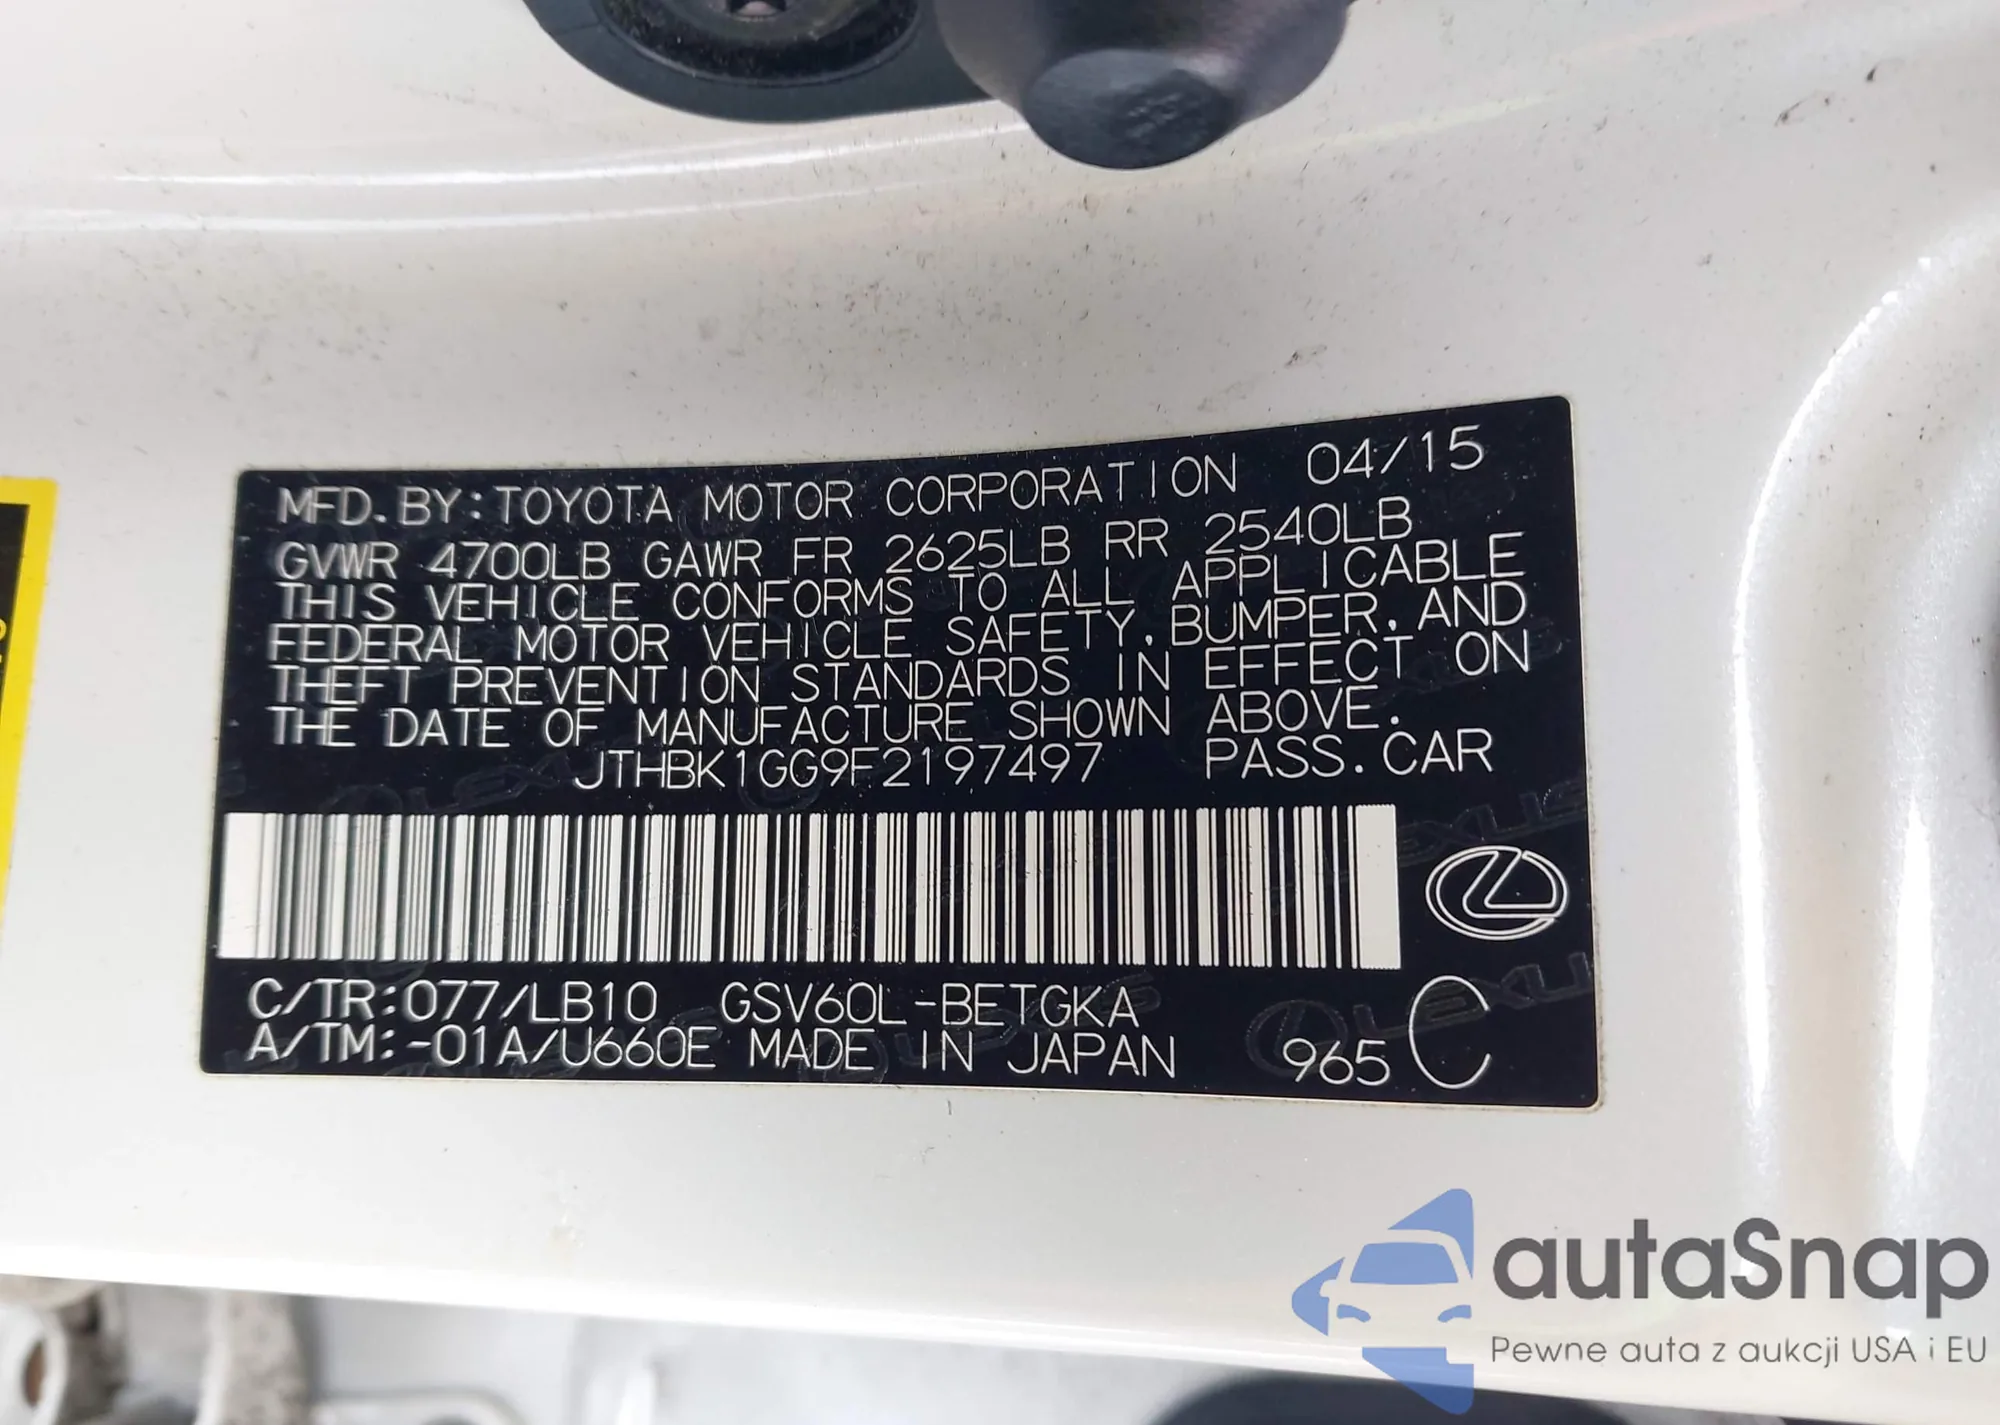 MFD.BY:TOYOTA MOTOR CORPORATION 04/15
GVWR 4700LB GAWR FR 2625LB RR 2540LB
THIS VEHICLE CONFORMS TO ALL APPLICABLE
FEDERAL MOTOR VEHICLE SAFETY, BUMPER, AND
THEFT PREVENTION STANDARDS IN EFFECT ON
THE DATE OF MANUFACTURE SHOWN ABOVE.
JTHBK1GG9F2197497 PASS.CAR
C/TR:077/LB10 GSV60L-BETGKA
A/TM:-01A/U660E MADE IN JAPAN 965 C
autaSnap
Pewne auta z aukcji USA i EU